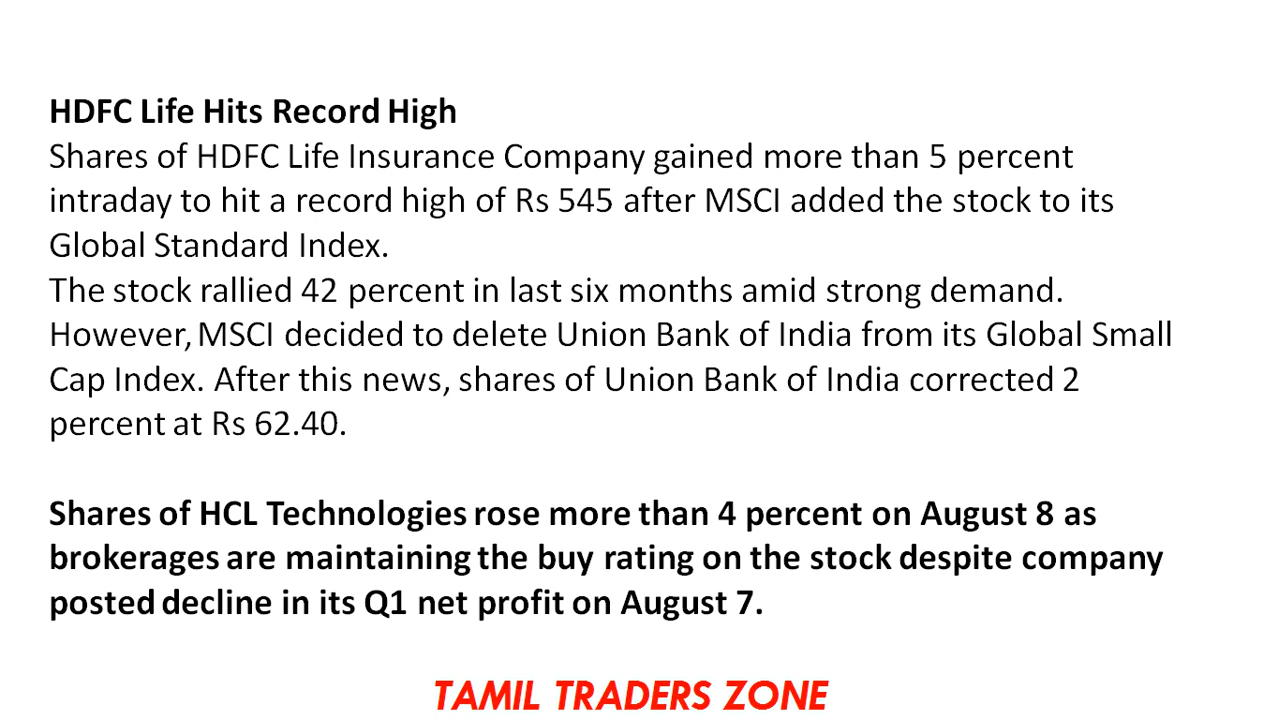 HDFC Life Hits Record High
Shares of HDFC Life Insurance Company gained more than 5 percent
intraday to hit a record high of Rs 545 after MSCI added the stock to its
Global Standard Index.
The stock rallied 42 percent in last six months amid strong demand.
However, MSCI decided to delete Union Bank of India from its Global Small
Cap Index. After this news, shares of Union Bank of India corrected 2
percent at Rs 62.40.
Shares of HCL Technologies rose more than 4 percent on August 8 as
brokerages are maintaining the buy rating on the stock despite company
posted decline in its Q1 net profit on August 7.
TAMIL TRADERS ZONE